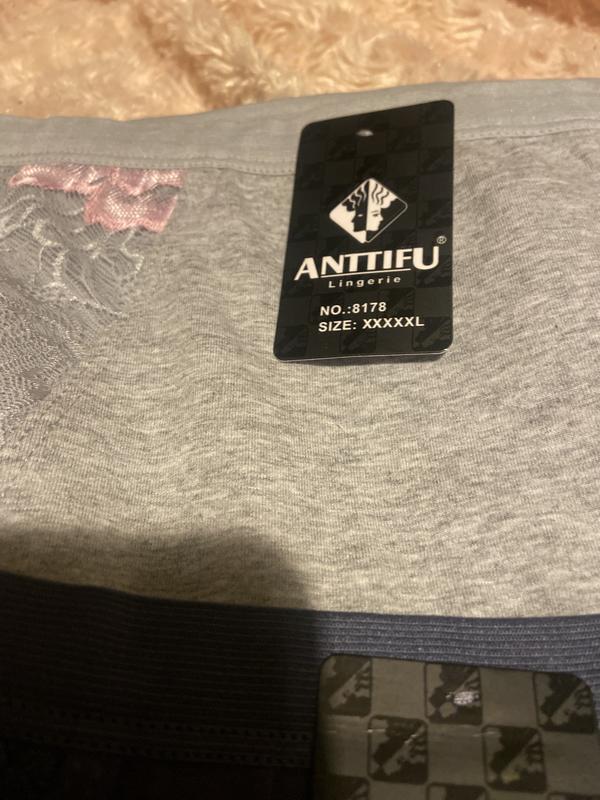 ANTTIFU®
Lingerie
NO.:8178
SIZE: XXXXXL